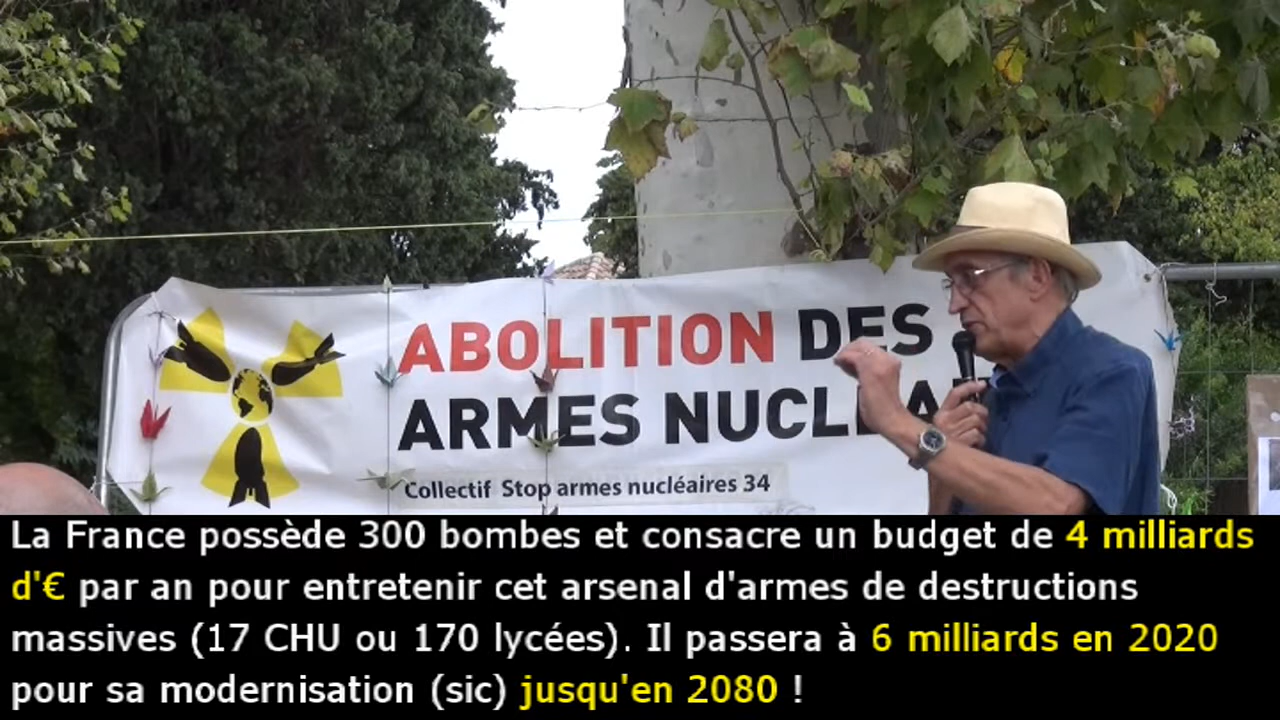 ABOLITION DES
ARMES NUCLÉA
Collectif Stop armes nucléaires 34
La France possède 300 bombes et consacre un budget de 4 milliards
d'€ par an pour entretenir cet arsenal d'armes de destructions
massives (17 CHU ou 170 lycées). Il passera à 6 milliards en 2020
pour sa modernisation (sic) jusqu'en 2080 !